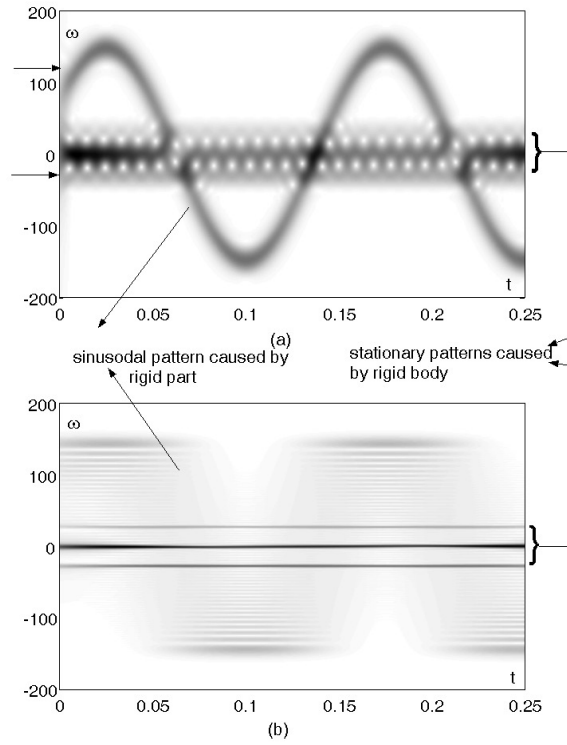 200
ω
100
0
-100
-200
t
0 0.05 0.1 0.15 0.2 0.25
(a)
sinusodal pattern caused by
rigid part
stationary patterns caused
by rigid body
200
ω
100
0
-100
-200
t
0 0.05 0.1 0.15 0.2 0.25
(b)